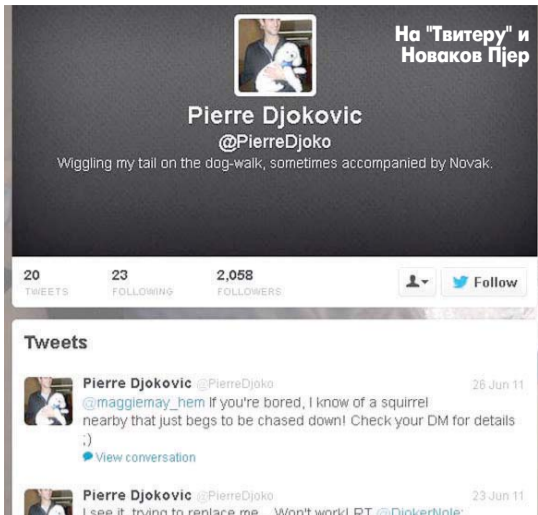 На "Твитеру" и
Новаков Пјер
Pierre Djokovic
@PierreDjoko
Wiggling my tail on the dog-walk, sometimes accompanied by Novak.
20
TWEETS
23
FOLLOWING
2,058
FOLLOWERS
Follow
Tweets
Pierre Djokovic @PierreDjoko 26 Jun 11
@maggiemay_hem If you're bored, I know of a squirrel
nearby that just begs to be chased down! Check your DM for details
;)
View conversation
Pierre Djokovic @PierreDjoko 23 Jun 11
I see it, trying to replace me... Won't work! RT @DjokerNole: